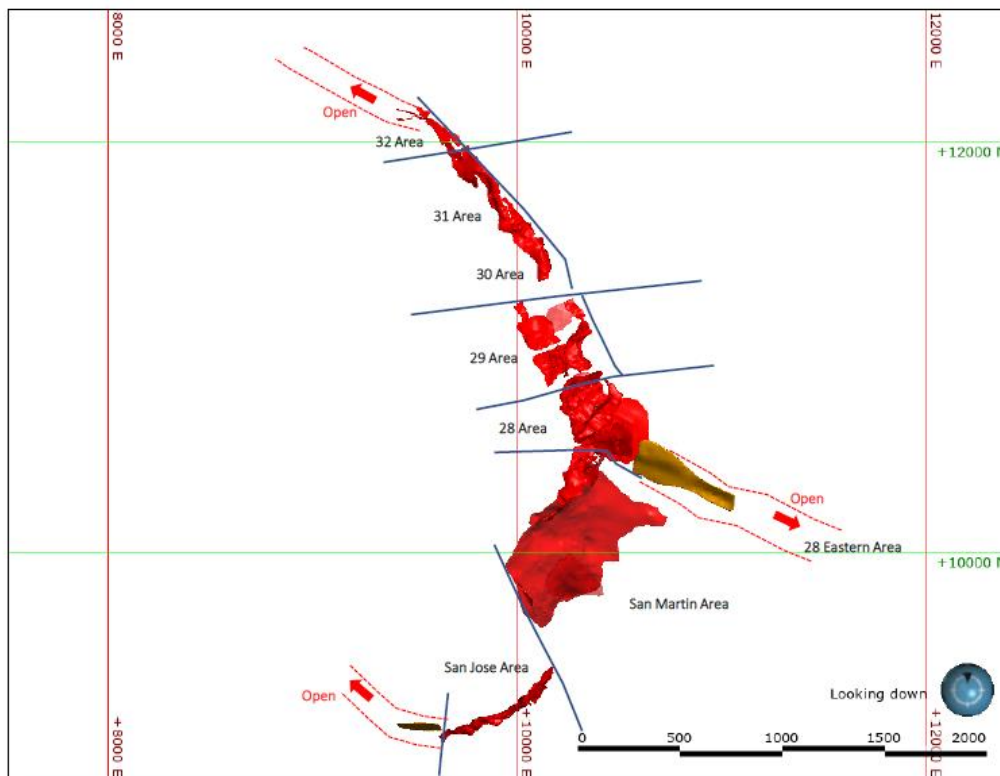 8000 E
10000 E
12000 E
Open
32 Area
+12000 N
31 Area
30 Area
29 Area
28 Area
Open
28 Eastern Area
+10000 N
San Martin Area
San Jose Area
Open
Looking down
+8000 E
+10000 E
+12000 E
0 500 1000 1500 2000